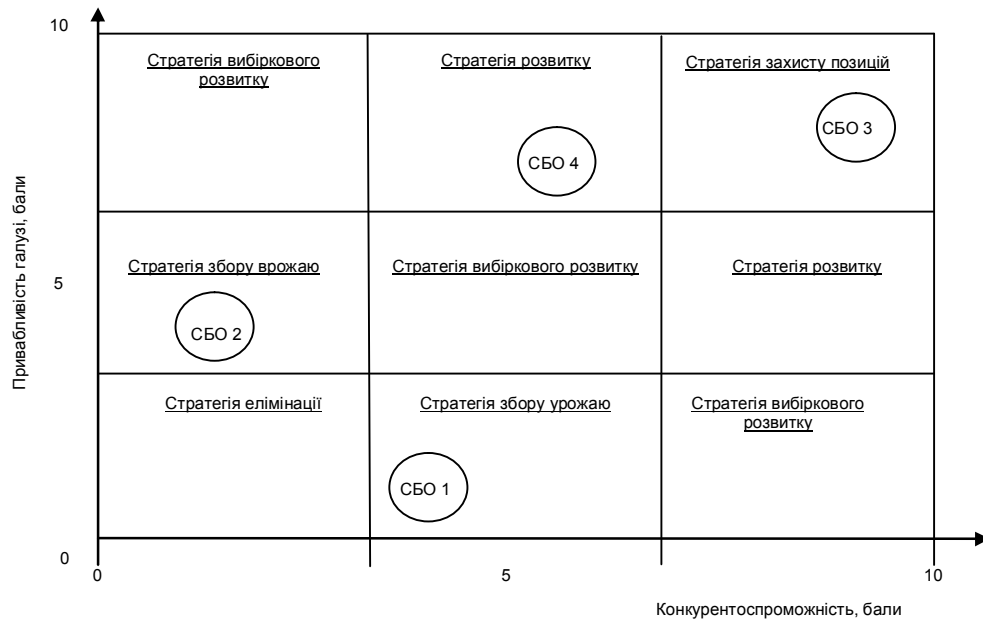 10
Стратегія вибіркового
розвитку
Стратегія розвитку
Стратегія захисту позицій
СБО 3
СБО 4
Привабливість галузі, бали
5
Стратегія збору врожаю
Стратегія вибіркового розвитку
Стратегія розвитку
СБО 2
Стратегія елімінації
Стратегія збору урожаю
Стратегія вибіркового
розвитку
СБО 1
0
0
5
10
Конкурентоспроможність, бали